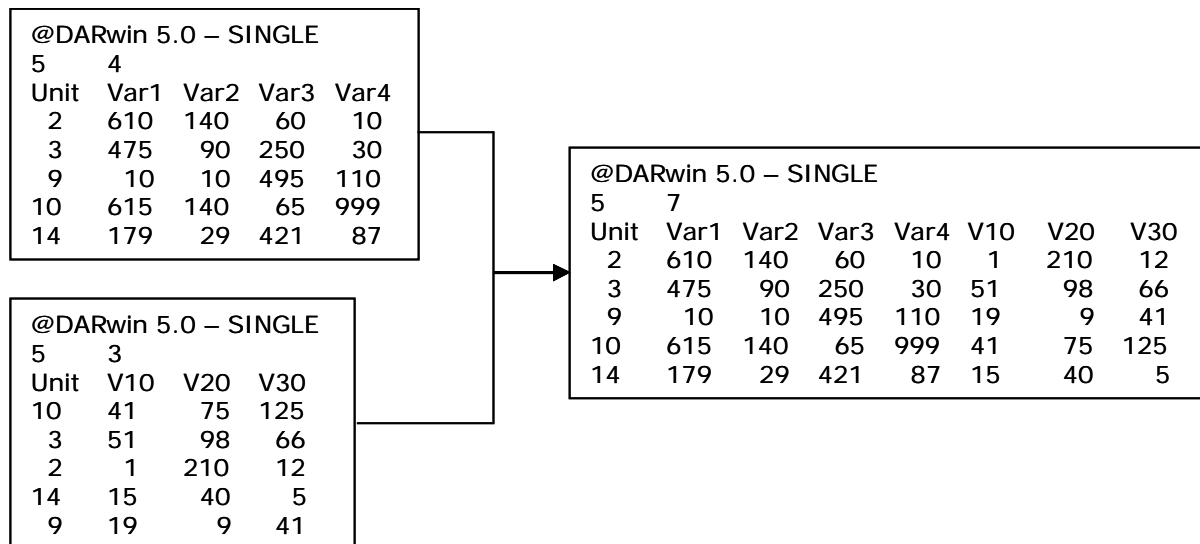 @DARwin 5.0 – SINGLE
5 4
Unit Var1 Var2 Var3 Var4
2 610 140 60 10
3 475 90 250 30
9 10 10 495 110
10 615 140 65 999
14 179 29 421 87
@DARwin 5.0 – SINGLE
5 3
Unit V10 V20 V30
10 41 75 125
3 51 98 66
2 1 210 12
14 15 40 5
9 19 9 41
@DARwin 5.0 – SINGLE
5 7
Unit Var1 Var2 Var3 Var4 V10 V20 V30
2 610 140 60 10 1 210 12
3 475 90 250 30 51 98 66
9 10 10 495 110 19 9 41
10 615 140 65 999 41 75 125
14 179 29 421 87 15 40 5